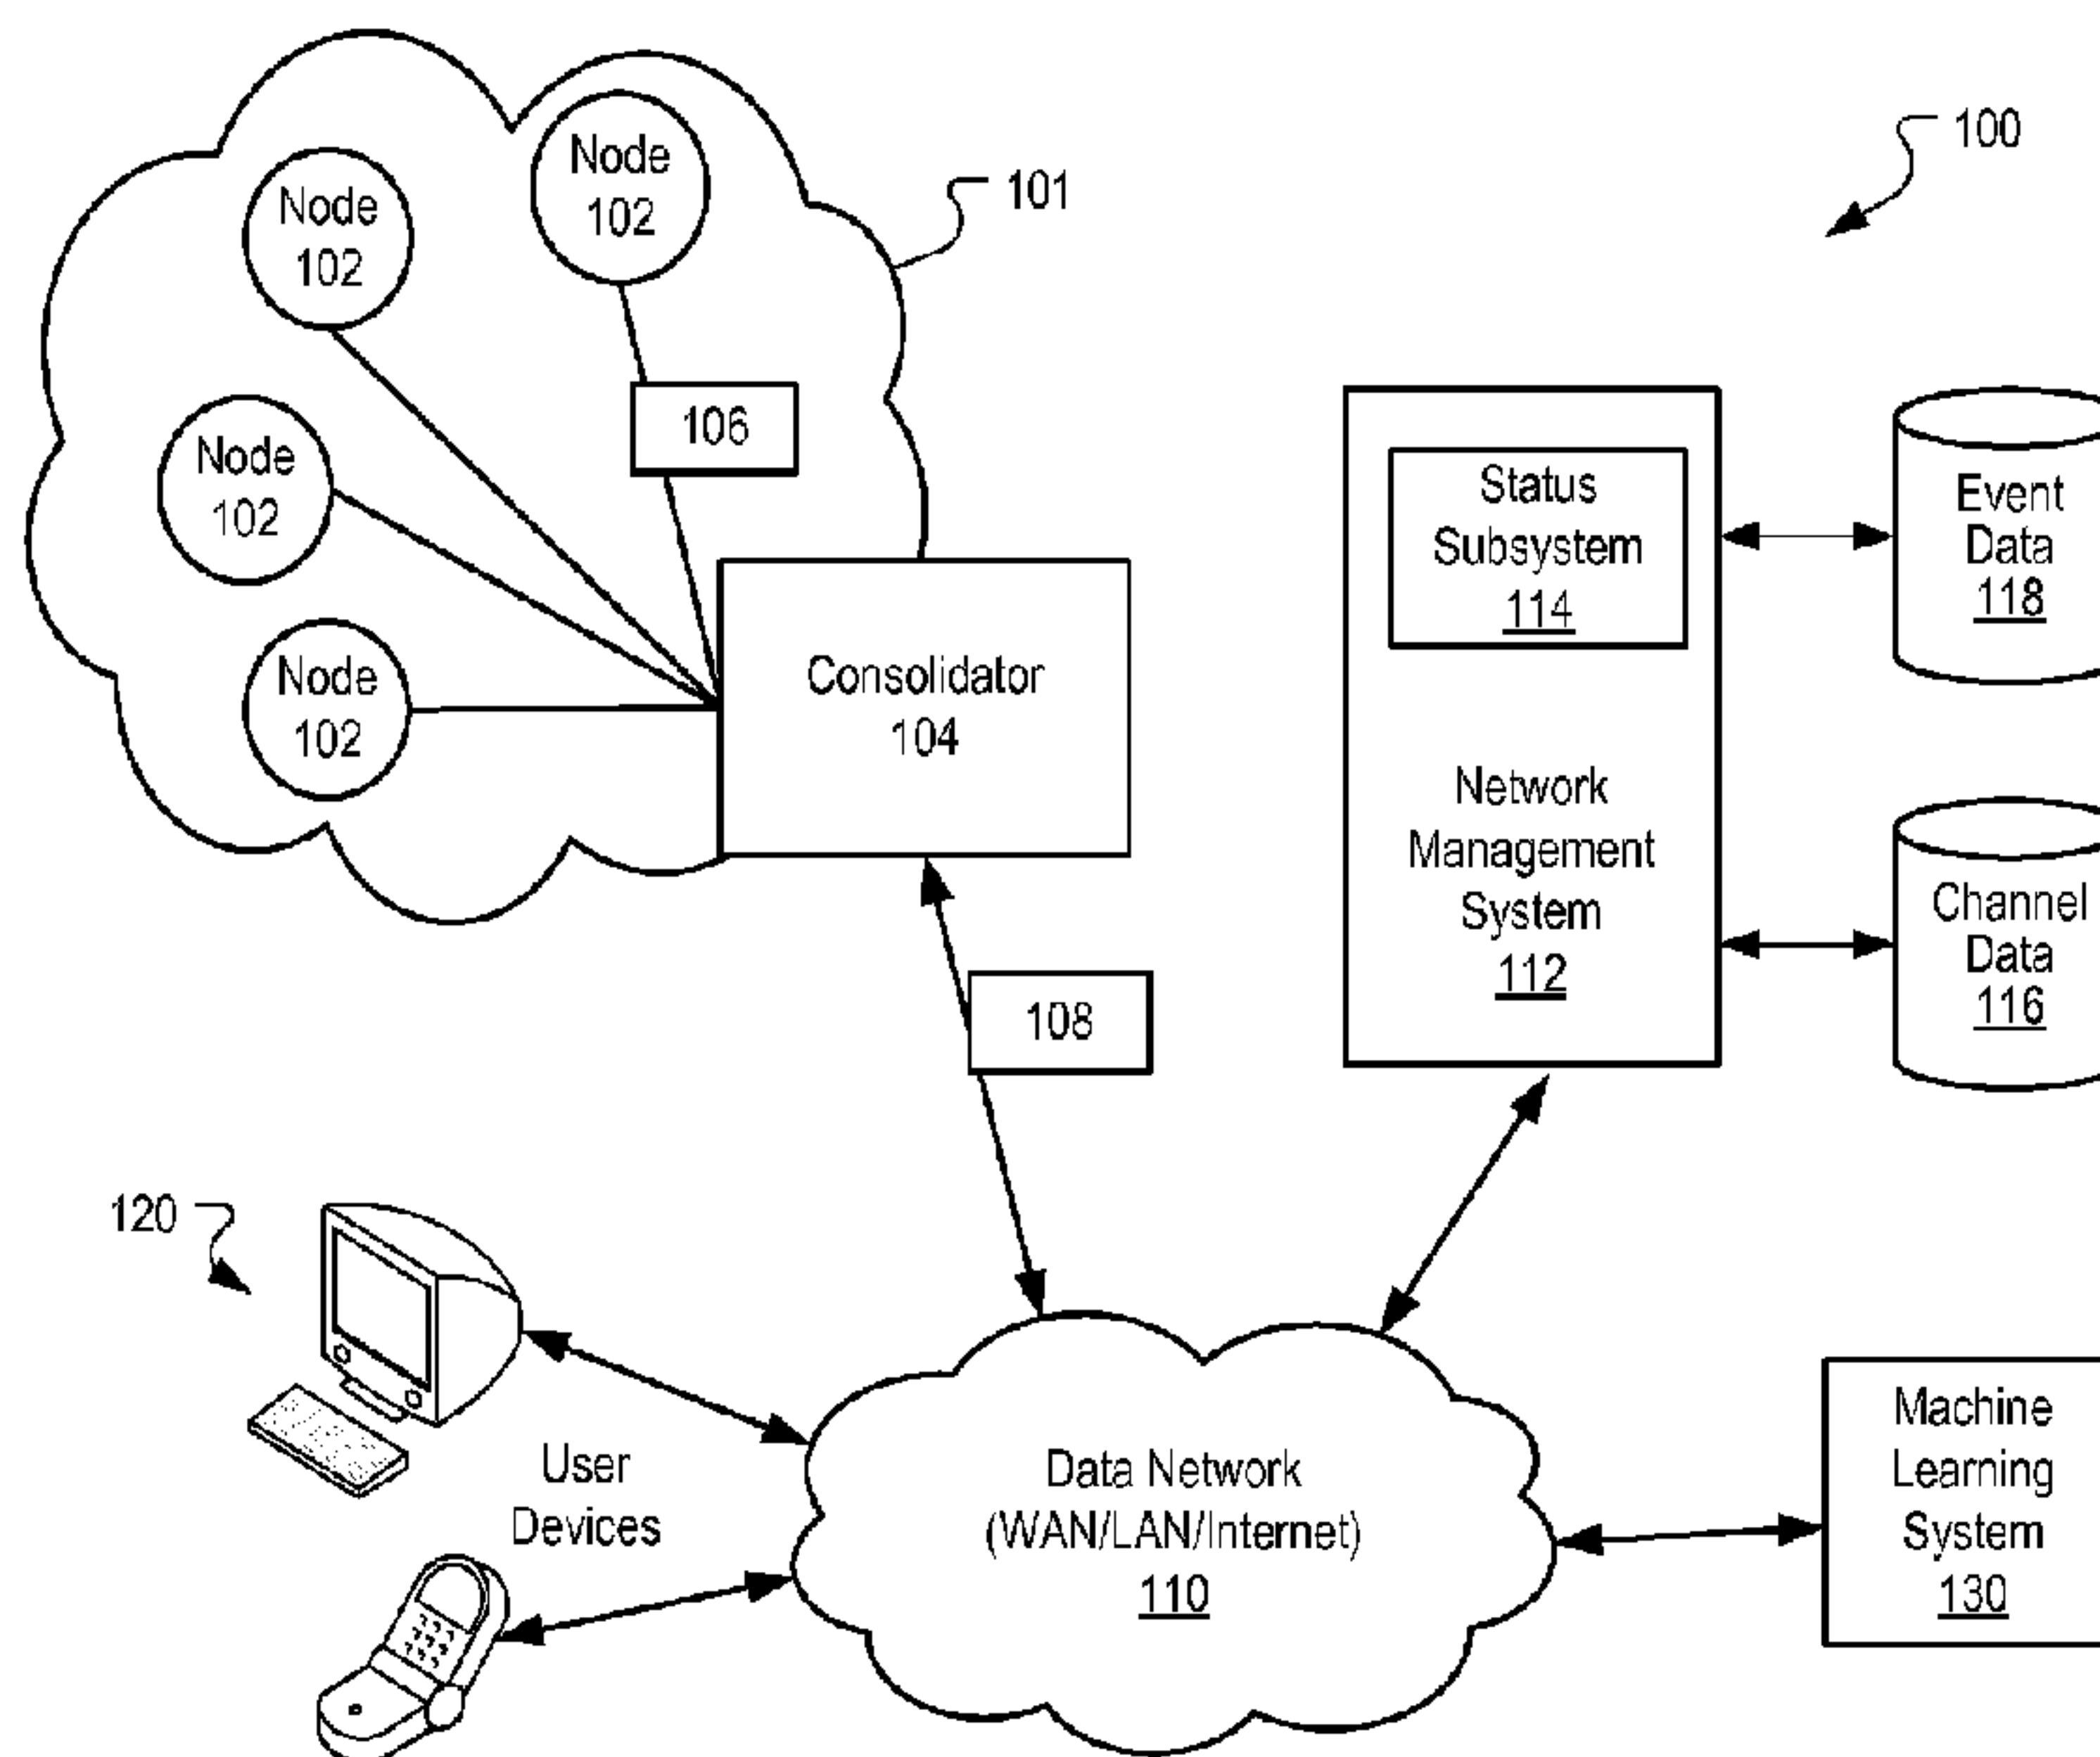 100
101
Node
102
Node
102
Node
102
Node
102
106
Consolidator
104
108
Status
Subsystem
114
Network
Management
System
112
Event
Data
118
Channel
Data
116
120
User
Devices
Data Network
(WAN/LAN/Internet)
110
Machine
Learning
System
130